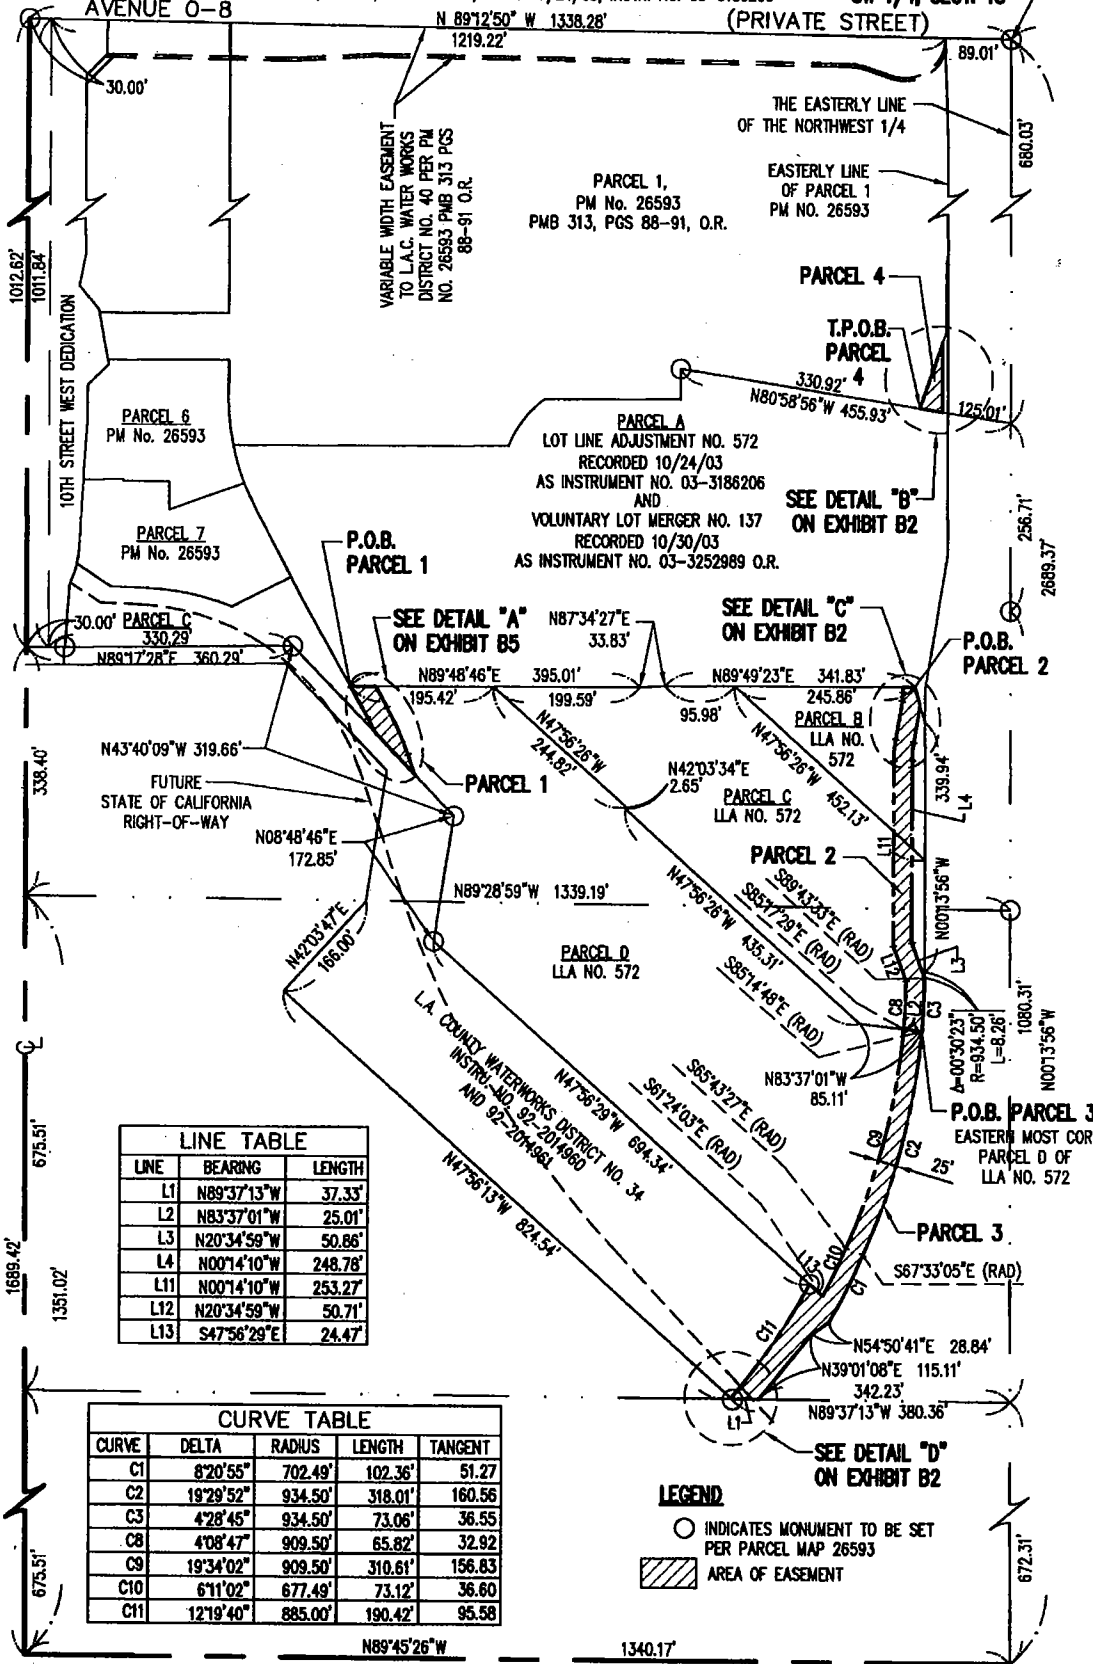 AVENUE O-8
N 89°12'50" W 1338.28'
(PRIVATE STREET)
1219.22'
89.01'
30.00'
THE EASTERLY LINE
OF THE NORTHWEST 1/4
680.03'
VARIABLE WIDTH EASEMENT
TO L.A.C. WATER WORKS
DISTRICT NO. 40 PER PM
NO. 26593 PMB 313 PGS
88-91 O.R.
PARCEL 1,
PM No. 26593
PMB 313, PGS 88-91, O.R.
EASTERLY LINE
OF PARCEL 1
PM NO. 26593
1012.62'
1011.84'
10TH STREET WEST DEDICATION
PARCEL 4
T.P.O.B.
PARCEL
4
330.92'
N80°58'56"W 455.93'
125.01'
PARCEL 6
PM No. 26593
PARCEL A
LOT LINE ADJUSTMENT NO. 572
RECORDED 10/24/03
AS INSTRUMENT NO. 03-3186206
AND
VOLUNTARY LOT MERGER NO. 137
RECORDED 10/30/03
AS INSTRUMENT NO. 03-3252989 O.R.
SEE DETAIL "B"
ON EXHIBIT B2
256.71'
2689.37'
PARCEL 7
PM No. 26593
P.O.B.
PARCEL 1
30.00'
PARCEL C
330.29'
N89°17'28"E 360.29'
SEE DETAIL "A"
ON EXHIBIT B5
N87°34'27"E
33.83'
SEE DETAIL "C"
ON EXHIBIT B2
P.O.B.
PARCEL 2
N89°48'46"E 395.01'
195.42'
199.59'
N89°49'23"E 341.83'
245.86'
95.98'
PARCEL B
LLA NO.
572
N43°40'09"W 319.66'
N47°56'26"W
244.82'
N47°56'26"W 452.13'
N42°03'34"E
2.65'
PARCEL 1
PARCEL C
LLA NO. 572
339.94'
L4
338.40'
FUTURE
STATE OF CALIFORNIA
RIGHT-OF-WAY
N08°48'46"E
172.85'
L11
PARCEL 2
N00°13'56"W
N89°28'59"W 1339.19'
S89°43'33"E (RAD)
S85°17'29"E (RAD)
S85°14'48"E (RAD)
N47°56'26"W 435.31'
N42°03'47"E
166.00'
PARCEL D
LLA NO. 572
L12
L3
C8
L2
C3
Δ=00°30'23"
R=934.50'
L=8.26'
1080.31'
N00°13'56"W
L.A. COUNTY WATERWORKS DISTRICT NO. 34
INSTRU. NO. 92-2014960
AND 92-2014961
N47°56'29"W 694.34'
S65°43'27"E (RAD)
S61°24'03"E (RAD)
N83°37'01"W
85.11'
P.O.B. PARCEL 3
EASTERN MOST COR
PARCEL D OF
LLA NO. 572
675.51'
N47°56'13"W 824.54'
C9
C2
25'
PARCEL 3
LINE TABLE
LINE BEARING LENGTH
L1 N89°37'13"W 37.33'
L2 N83°37'01"W 25.01'
L3 N20°34'59"W 50.86'
L4 N00°14'10"W 248.78'
L11 N00°14'10"W 253.27'
L12 N20°34'59"W 50.71'
L13 S47°56'29"E 24.47'
1689.42'
1351.02'
L13
C10
C1
S67°33'05"E (RAD)
C11
N54°50'41"E 28.84'
N39°01'08"E 115.11'
342.23'
N89°37'13"W 380.36'
L1
SEE DETAIL "D"
ON EXHIBIT B2
CURVE TABLE
CURVE DELTA RADIUS LENGTH TANGENT
C1 8°20'55" 702.49' 102.36' 51.27
C2 19°29'52" 934.50' 318.01' 160.56
C3 4°28'45" 934.50' 73.06' 36.55
C8 4°08'47" 909.50' 65.82' 32.92
C9 19°34'02" 909.50' 310.61' 156.83
C10 6°11'02" 677.49' 73.12' 36.60
C11 12°19'40" 885.00' 190.42' 95.58
LEGEND
INDICATES MONUMENT TO BE SET
PER PARCEL MAP 26593
AREA OF EASEMENT
675.51'
672.31'
N89°45'26"W 1340.17'